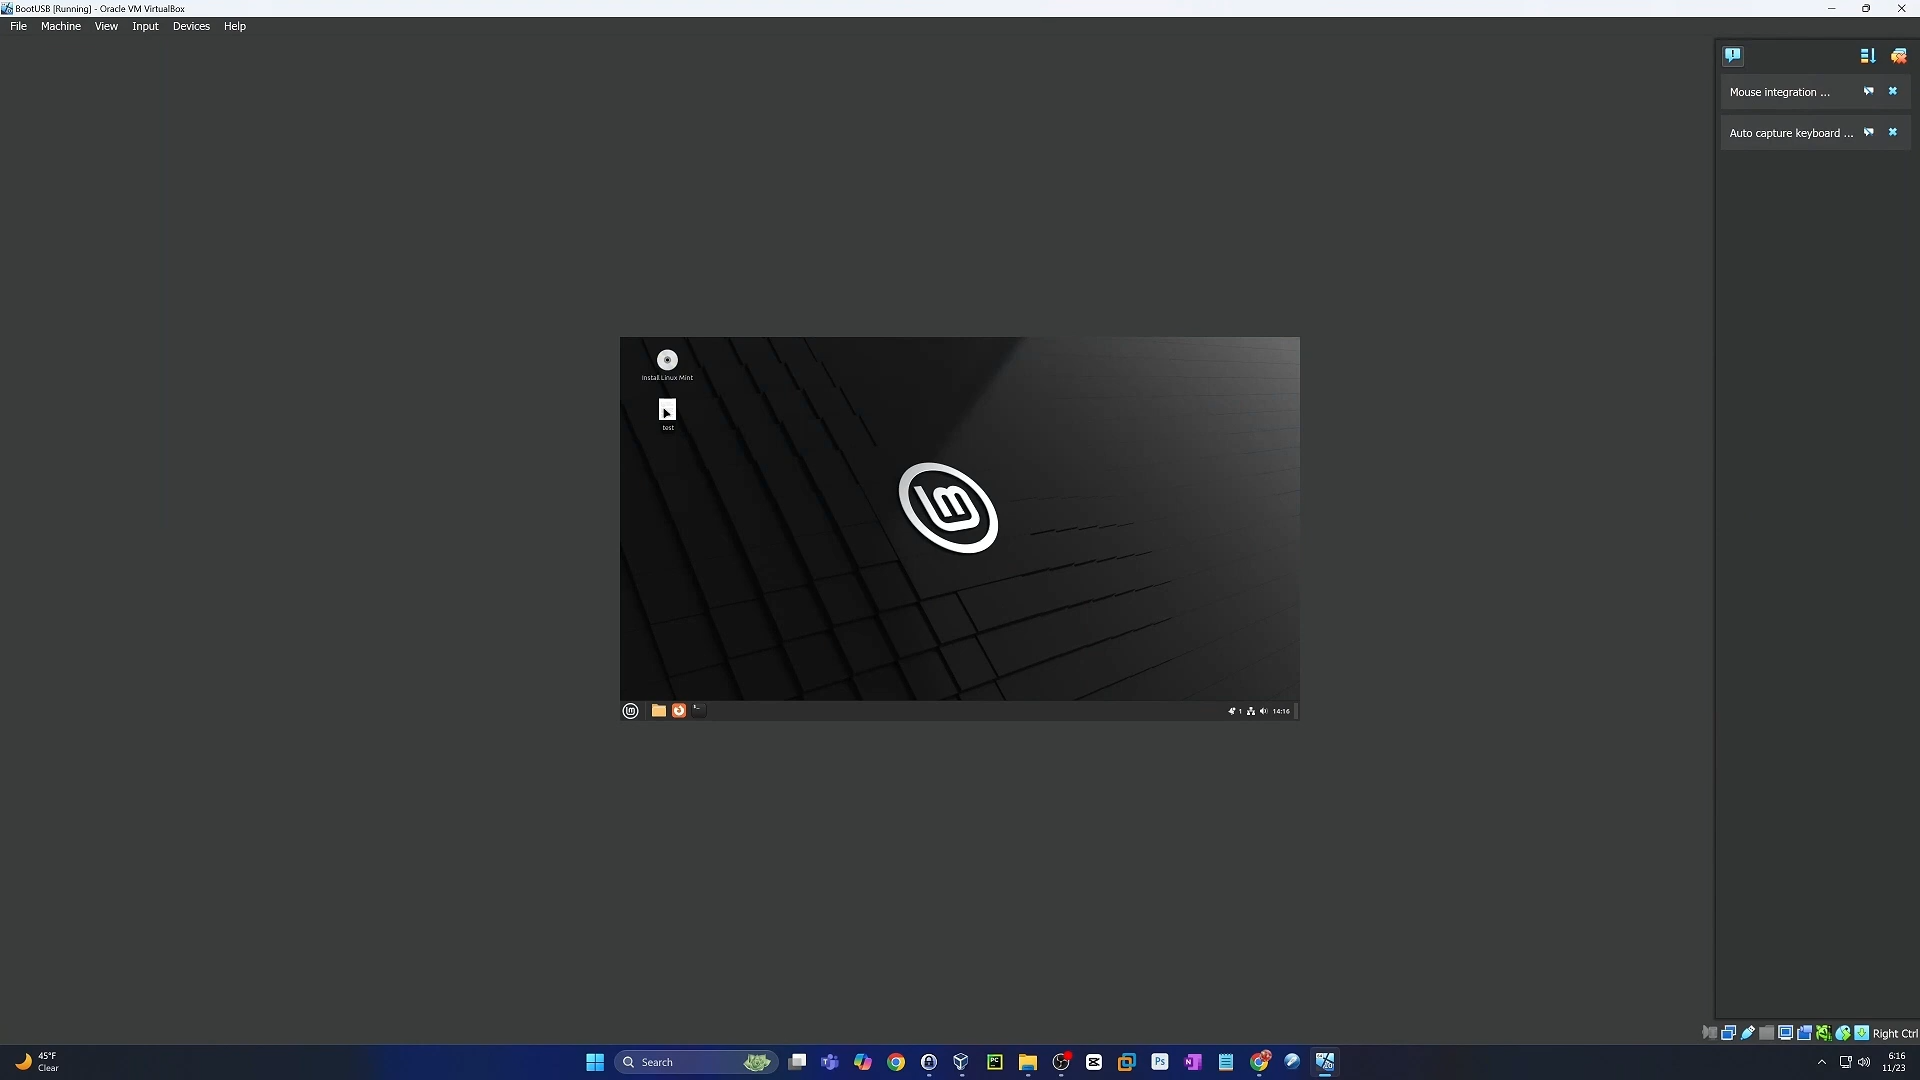 BootUSB [Running] - Oracle VM VirtualBox
File Machine View Input Devices Help
Mouse integration ...
Auto capture keyboard ...
Install Linux Mint
test
1 14:16
Right Ctrl
45°F
Clear
Search
6:16
11/23